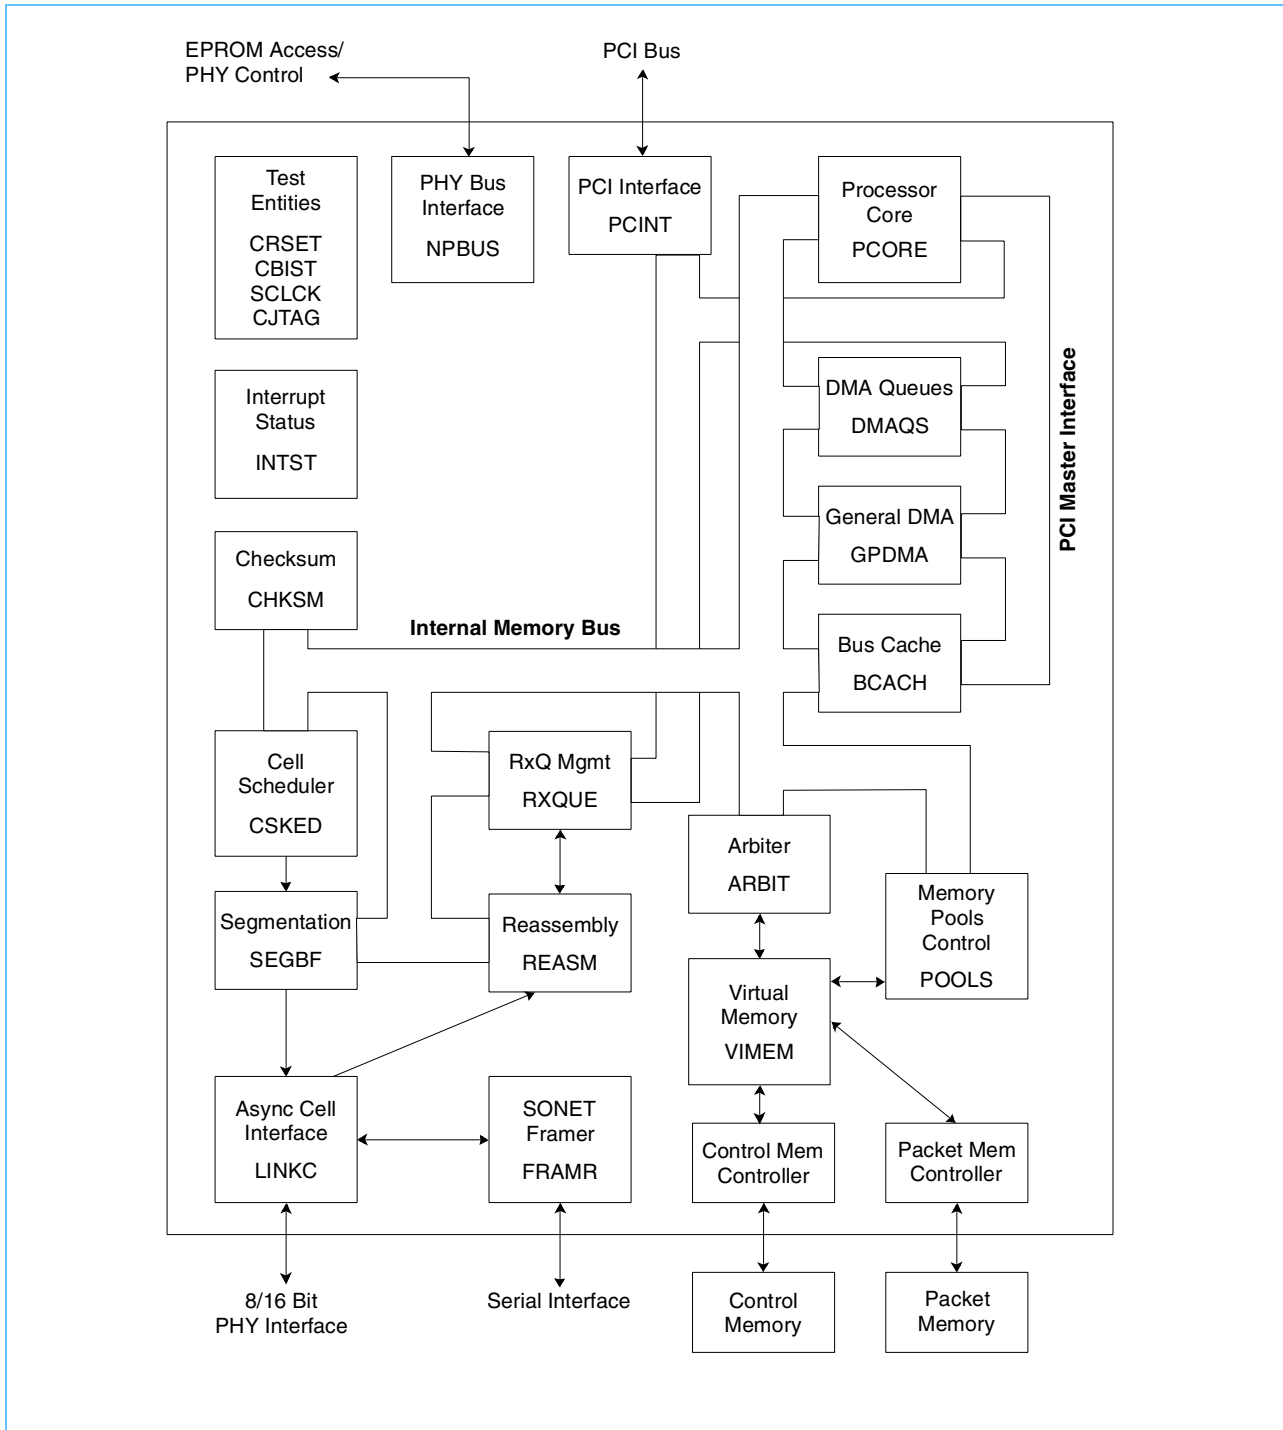 EPROM Access/
PHY Control
PCI Bus
Test
Entities
CRSET
CBIST
SCLCK
CJTAG
PHY Bus
Interface
NPBUS
PCI Interface
PCINT
Processor
Core
PCORE
Interrupt
Status
INTST
DMA Queues
DMAQS
PCI Master Interface
General DMA
GPDMA
Checksum
CHKSM
Internal Memory Bus
Bus Cache
BCACH
Cell
Scheduler
CSKED
RxQ Mgmt
RXQUE
Arbiter
ARBIT
Memory
Pools
Control
POOLS
Segmentation
SEGBF
Reassembly
REASM
Virtual
Memory
VIMEM
Async Cell
Interface
LINKC
SONET
Framer
FRAMR
Control Mem
Controller
Packet Mem
Controller
8/16 Bit
PHY Interface
Serial Interface
Control
Memory
Packet
Memory